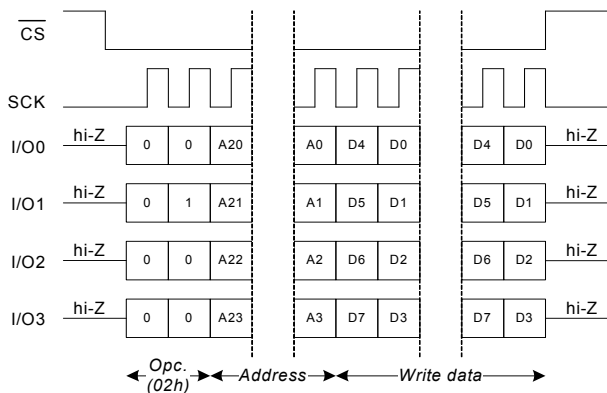 CS
SCK
hi-Z hi-Z
I/O0 0 0 A20 A0 D4 D0 D4 D0
hi-Z hi-Z
I/O1 0 1 A21 A1 D5 D1 D5 D1
hi-Z hi-Z
I/O2 0 0 A22 A2 D6 D2 D6 D2
hi-Z hi-Z
I/O3 0 0 A23 A3 D7 D3 D7 D3
Opc. Address Write data
(02h)